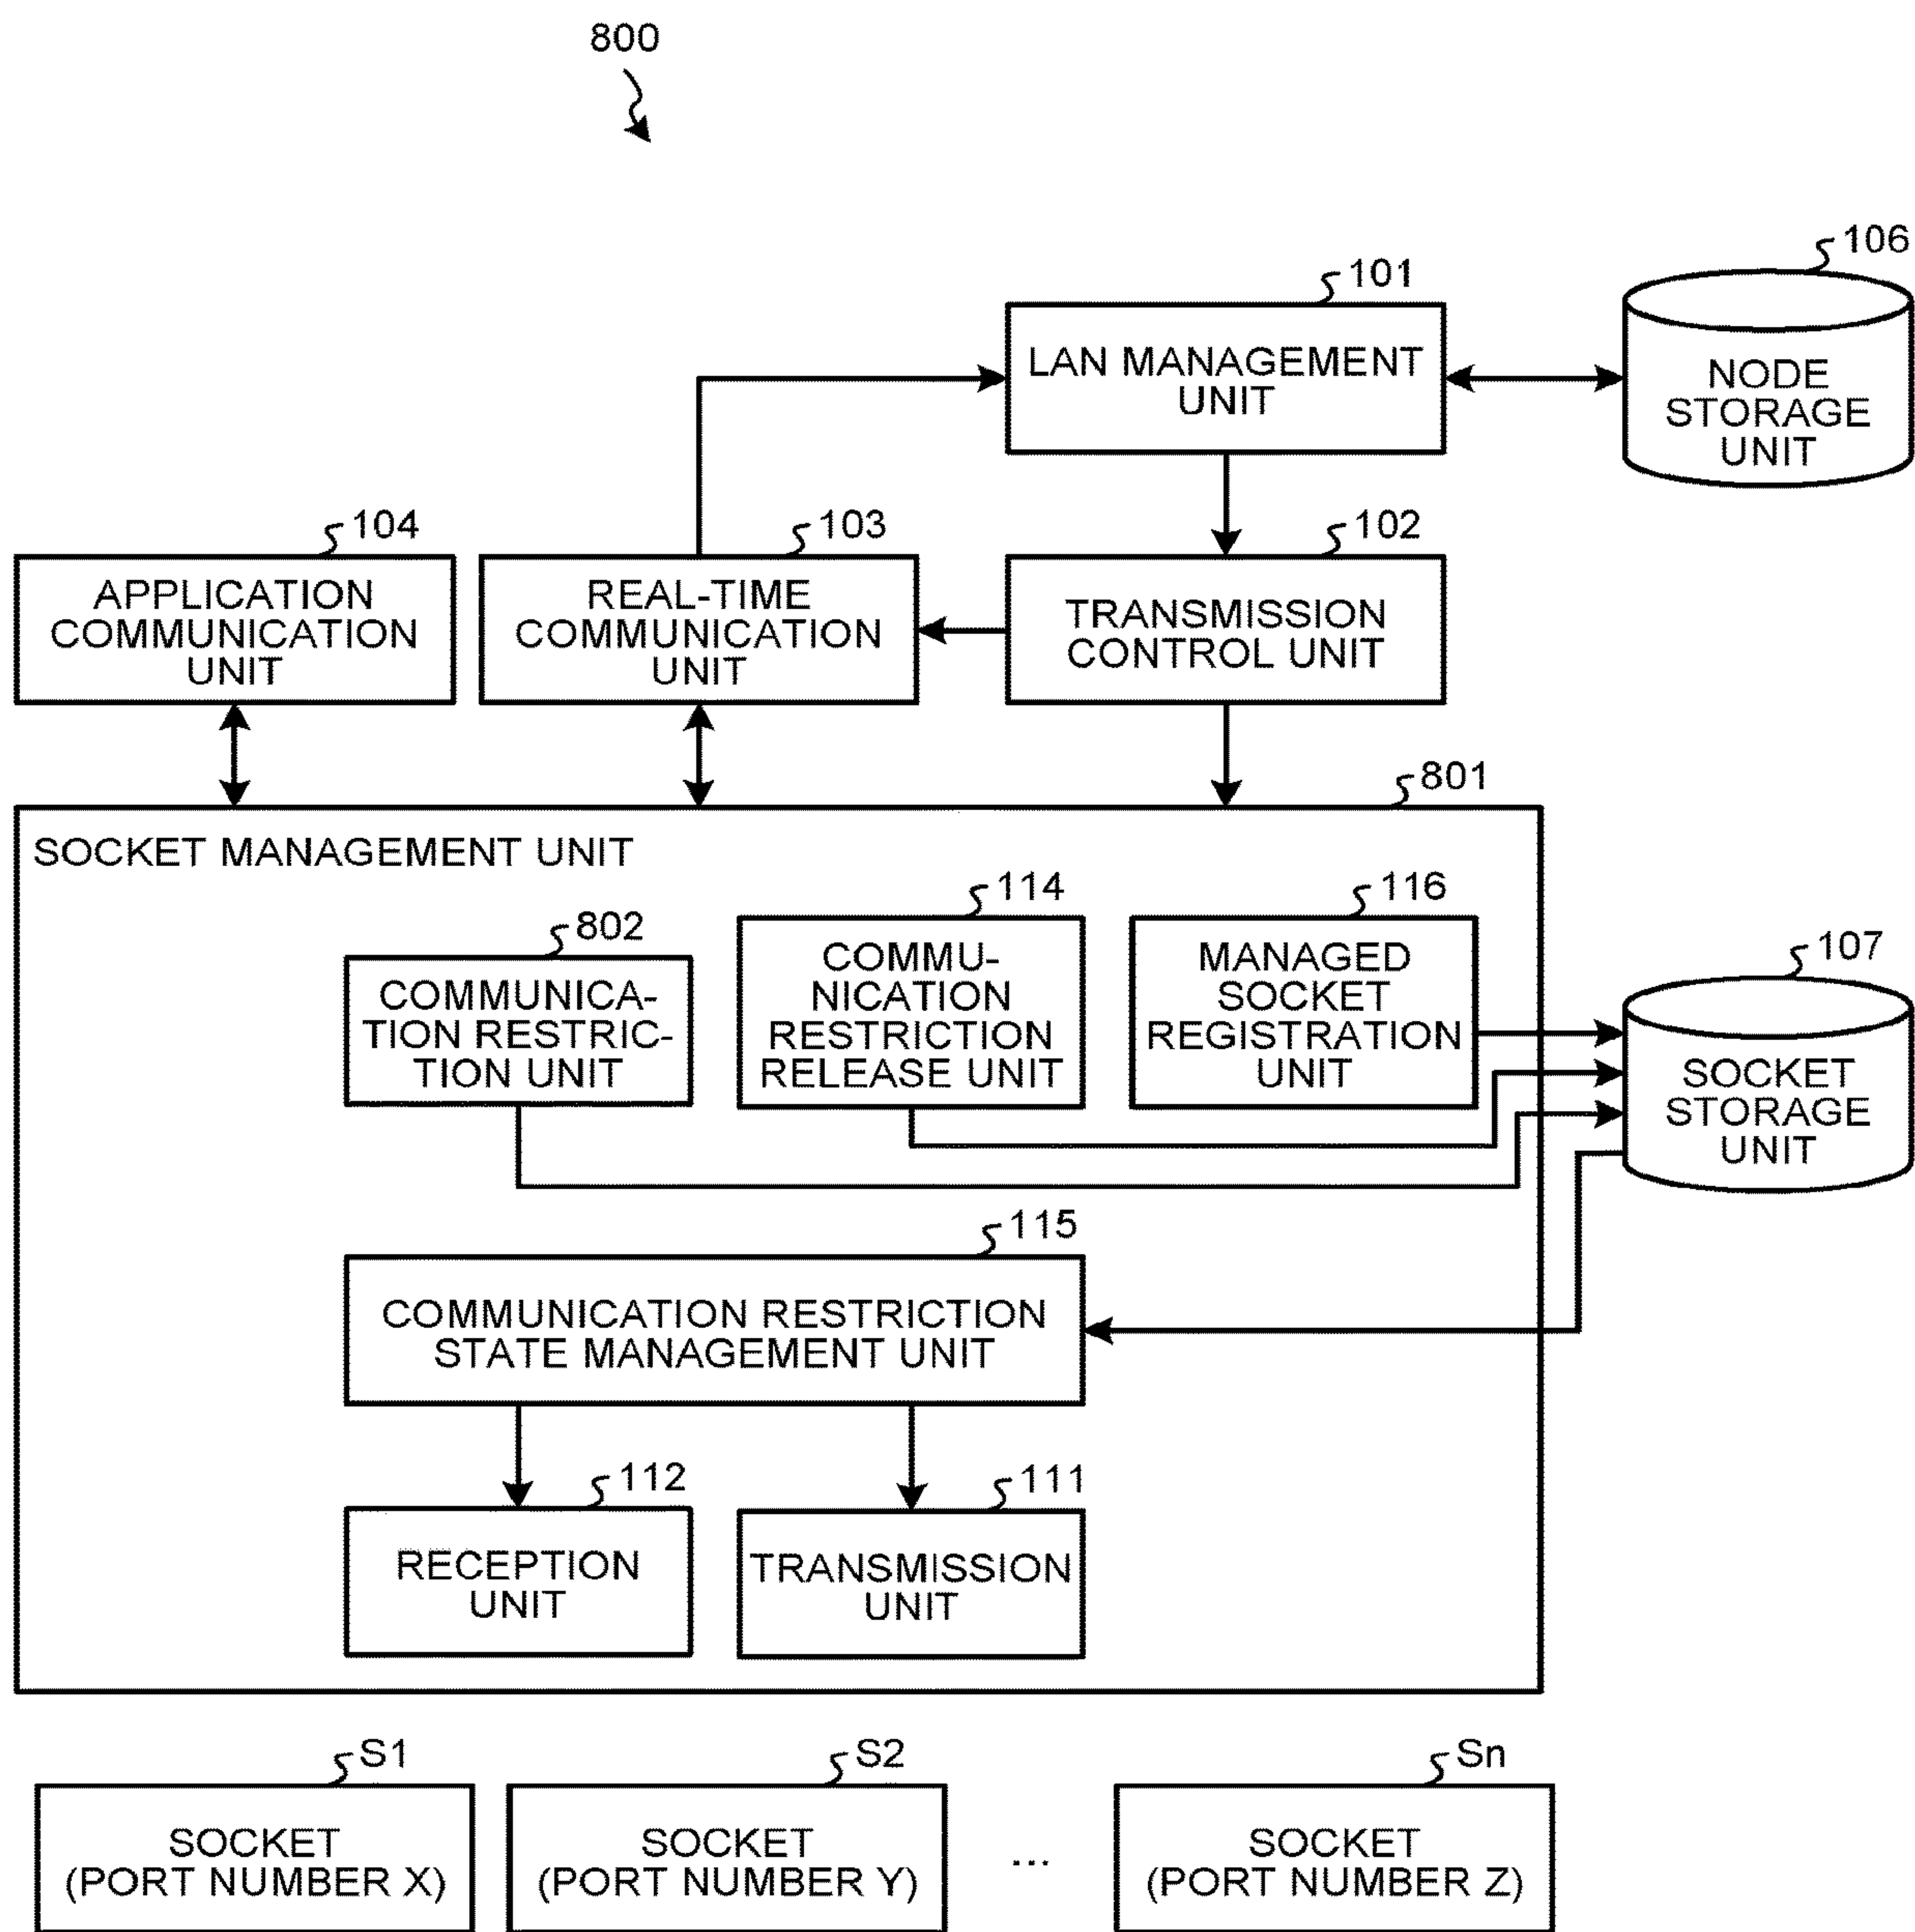 800
106
101
LAN MANAGEMENT
UNIT
NODE
STORAGE
UNIT
104
103
102
APPLICATION
COMMUNICATION
UNIT
REAL-TIME
COMMUNICATION
UNIT
TRANSMISSION
CONTROL UNIT
801
SOCKET MANAGEMENT UNIT
802
114
116
COMMUNICA-
TION RESTRIC-
TION UNIT
COMMU-
NICATION
RESTRICTION
RELEASE UNIT
MANAGED
SOCKET
REGISTRATION
UNIT
107
SOCKET
STORAGE
UNIT
115
COMMUNICATION RESTRICTION
STATE MANAGEMENT UNIT
112
111
RECEPTION
UNIT
TRANSMISSION
UNIT
S1
S2
Sn
SOCKET
(PORT NUMBER X)
SOCKET
(PORT NUMBER Y)
...
SOCKET
(PORT NUMBER Z)